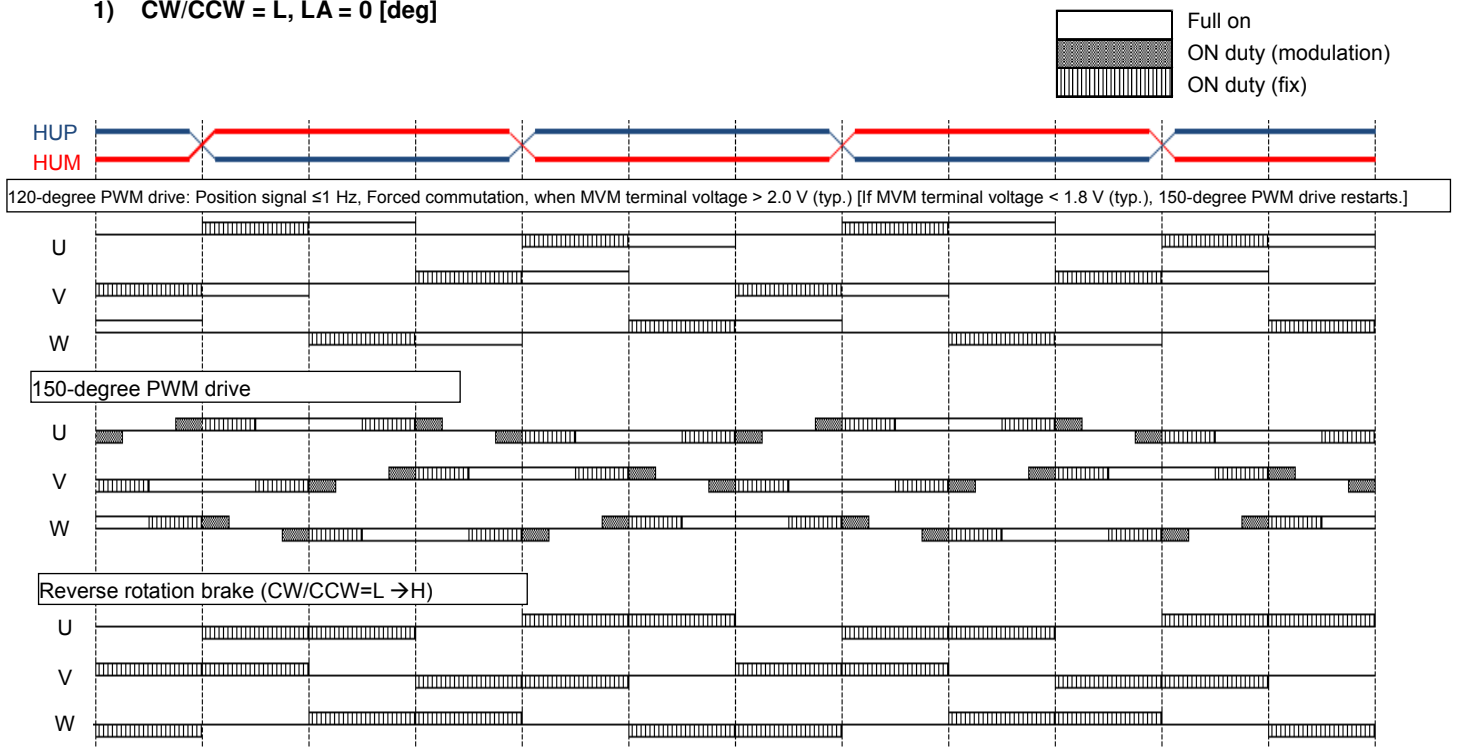 1) CW/CCW = L, LA = 0 [deg]
Full on
ON duty (modulation)
ON duty (fix)
HUP
HUM
120-degree PWM drive: Position signal ≤1 Hz, Forced commutation, when MVM terminal voltage > 2.0 V (typ.) [If MVM terminal voltage < 1.8 V (typ.), 150-degree PWM drive restarts.]
U
V
W
150-degree PWM drive
U
V
W
Reverse rotation brake (CW/CCW=L →H)
U
V
W